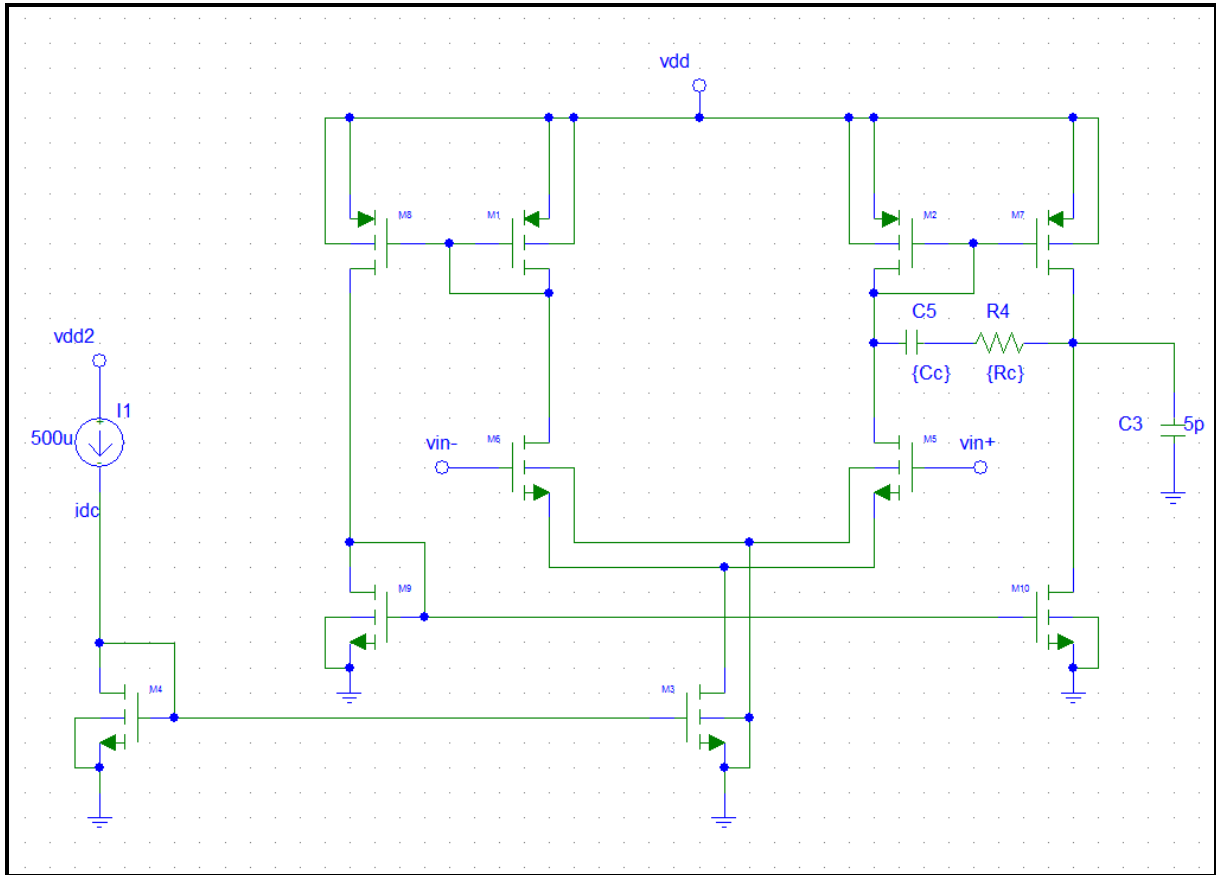 vdd
M8
M1
M2
M7
C5
R4
{Cc}
{Rc}
vdd2
I1
500u
idc
C3
5p
vin-
M6
M5
vin+
M9
M10
M4
M3